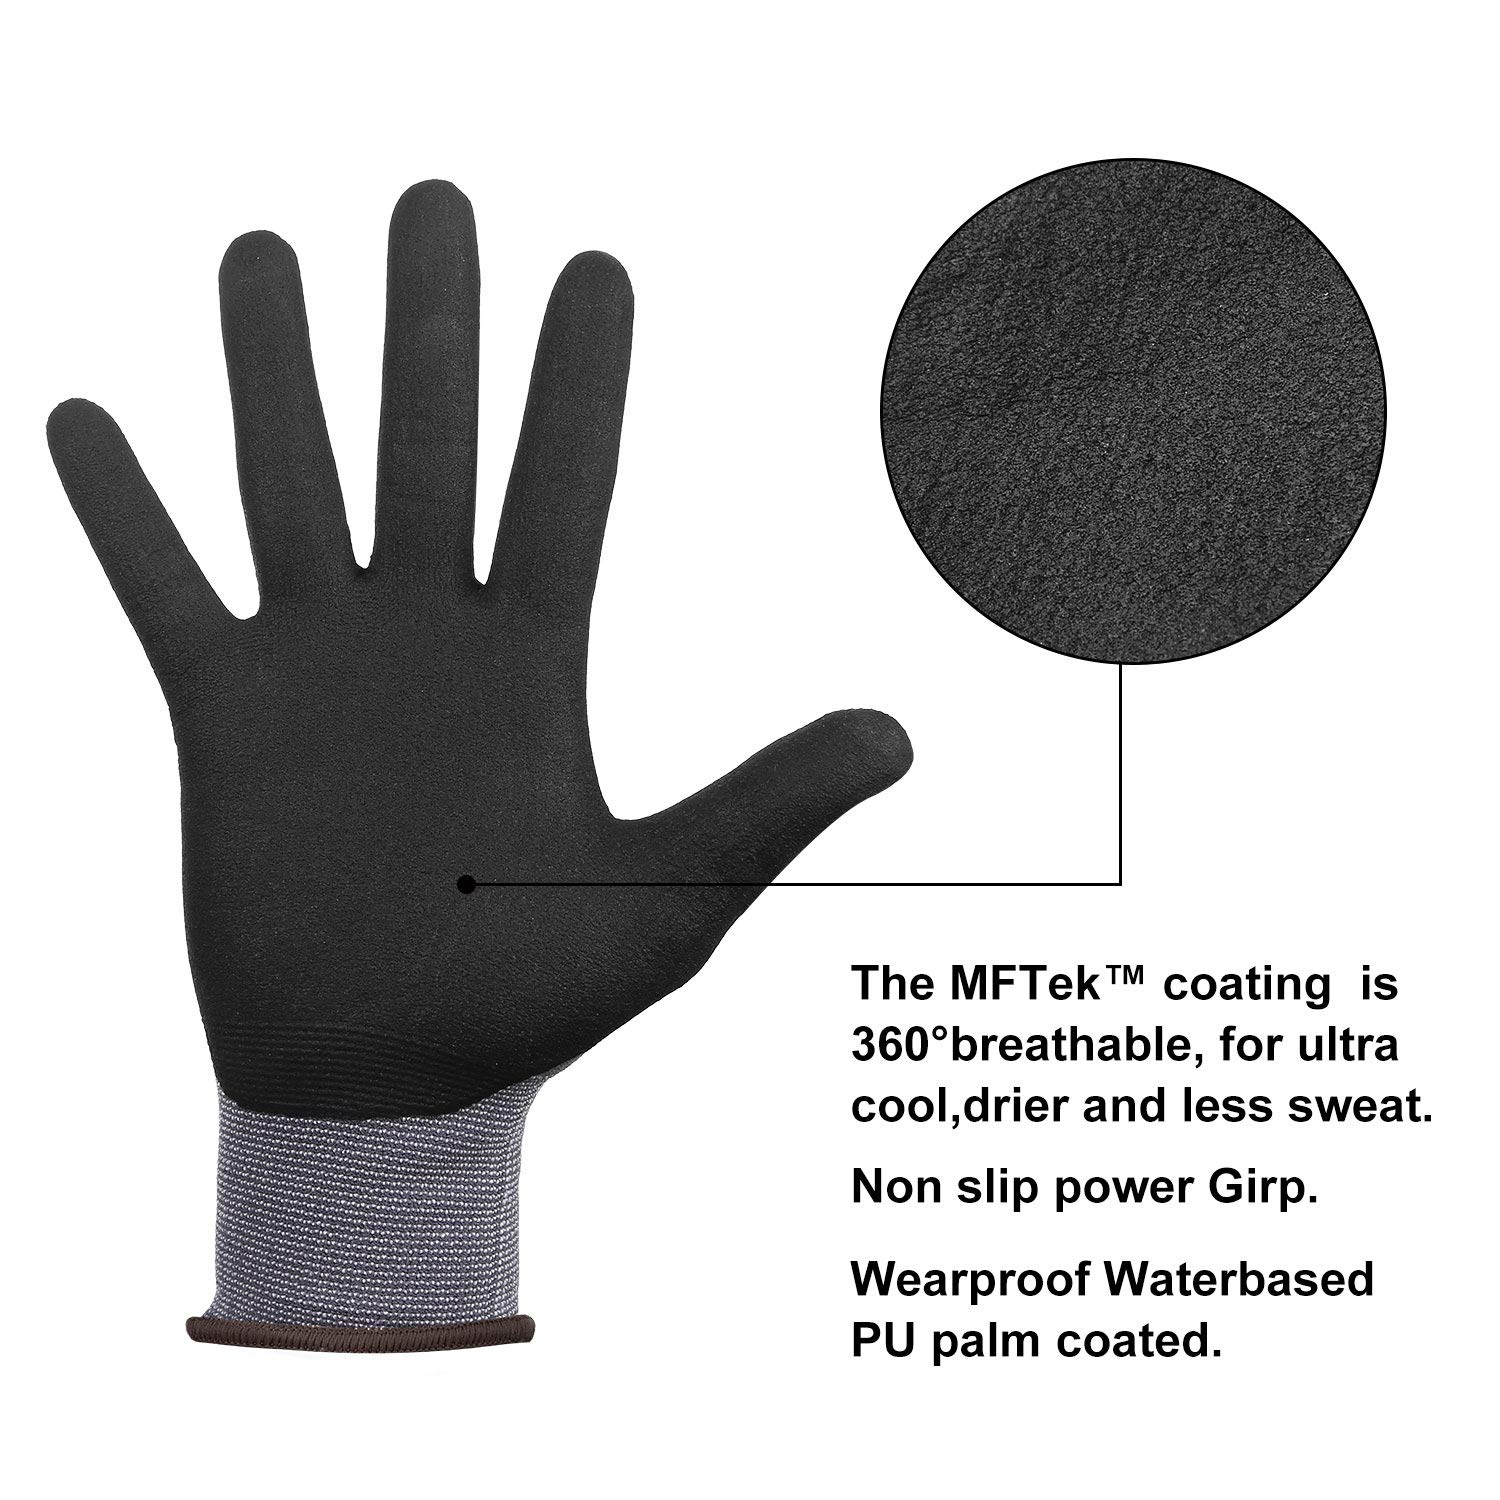 The MFTek™ coating is
360°breathable, for ultra
cool,drier and less sweat.
Non slip power Girp.
Wearproof Waterbased
PU palm coated.